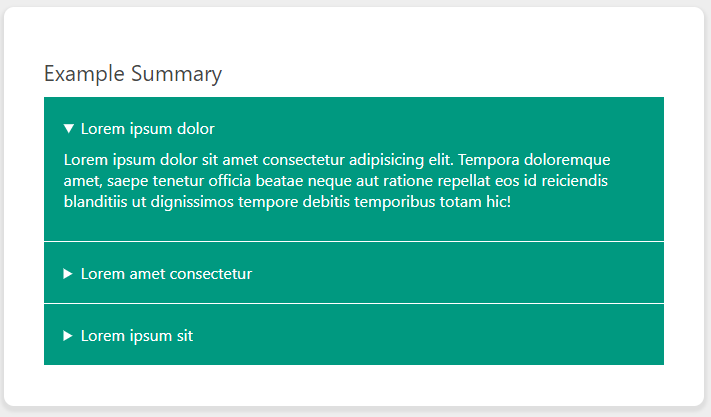 Example Summary
Lorem ipsum dolor
Lorem ipsum dolor sit amet consectetur adipisicing elit. Tempora doloremque
amet, saepe tenetur officia beatae neque aut ratione repellat eos id reiciendis
blanditiis ut dignissimos tempore debitis temporibus totam hic!
Lorem amet consectetur
Lorem ipsum sit